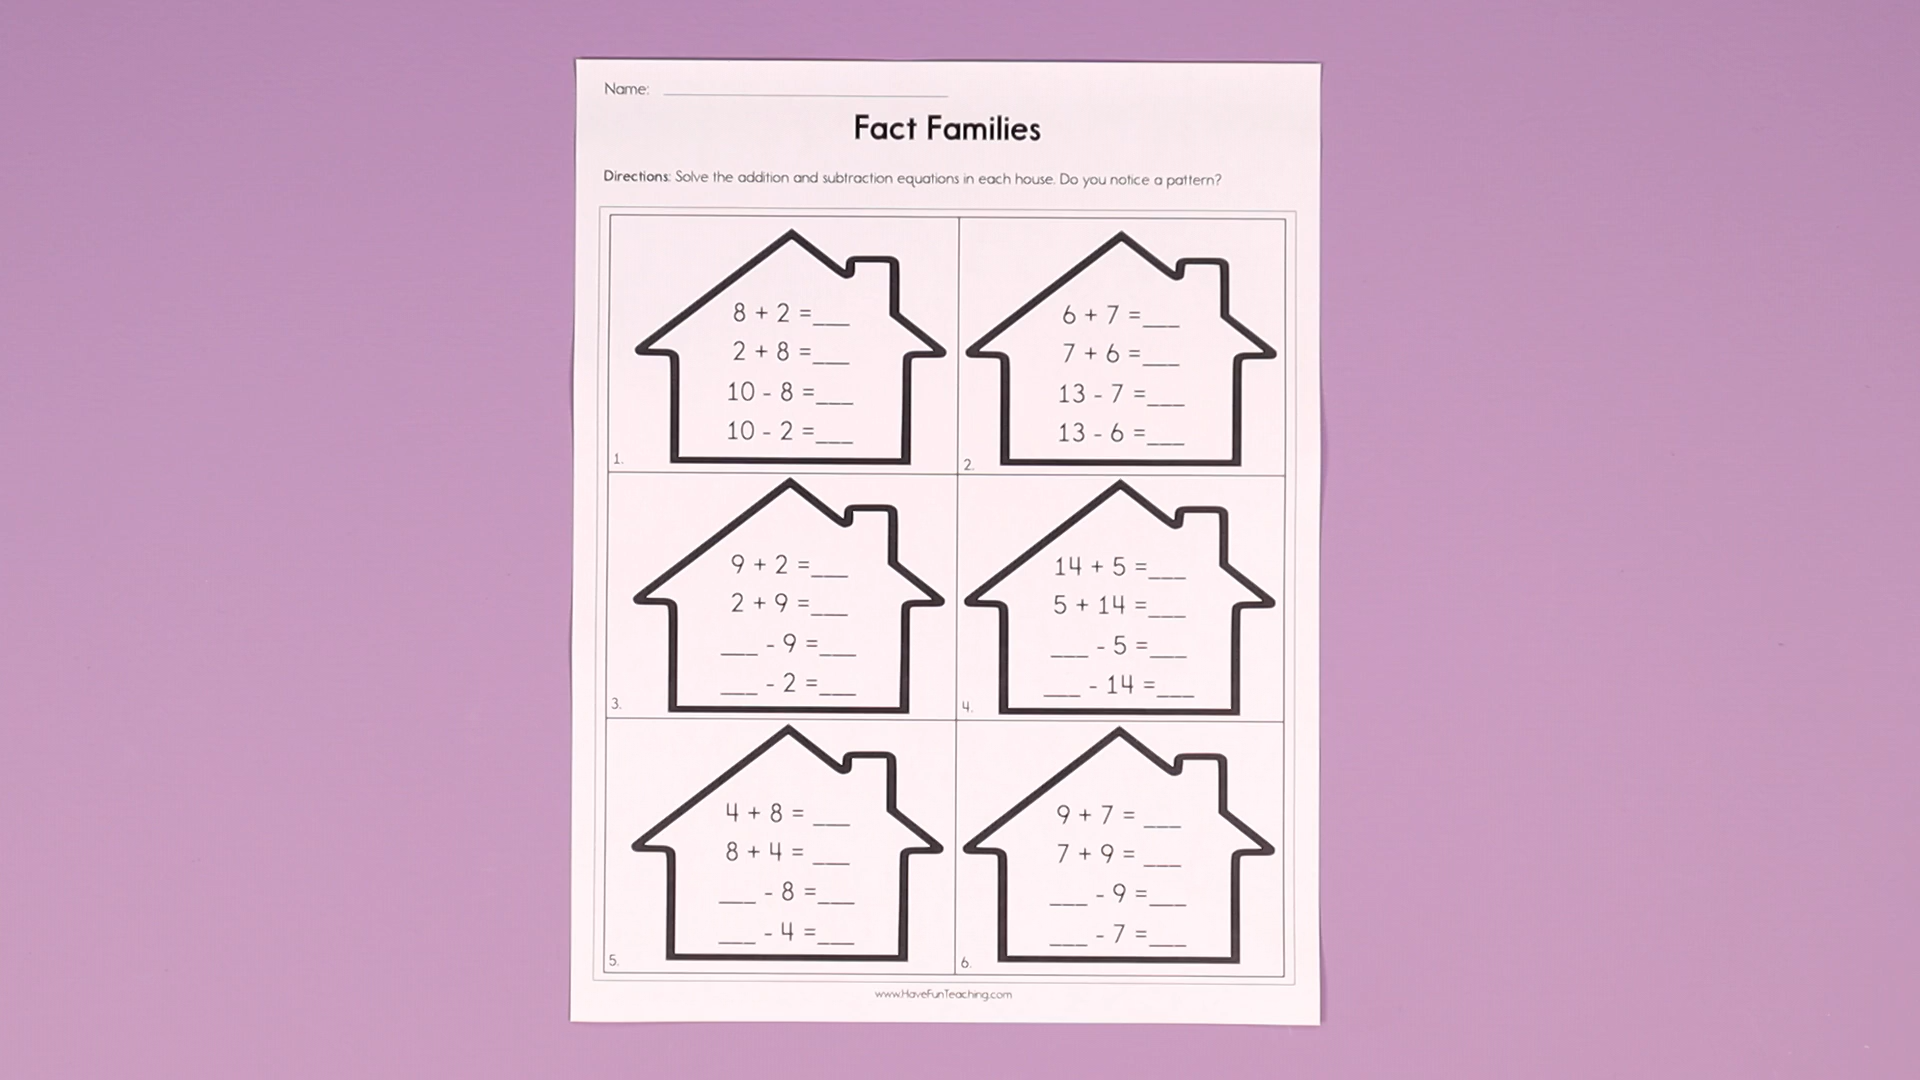 Name: ____________
Fact Families
Directions: Solve the addition and subtraction equations in each house. Do you notice a pattern?
8 + 2 =___
2 + 8 =___
10 - 8 =___
10 - 2 =___
1.
6 + 7 =___
7 + 6 =___
13 - 7 =___
13 - 6 =___
2.
9 + 2 =___
2 + 9 =___
___ - 9 =___
___ - 2 =___
3.
14 + 5 =___
5 + 14 =___
___ - 5 =___
___ - 14 =___
4.
4 + 8 = ___
8 + 4 = ___
___ - 8 =___
___ - 4 =___
5.
9 + 7 = ___
7 + 9 = ___
___ - 9 =___
___ - 7 =___
6.
www.HaveFunTeaching.com